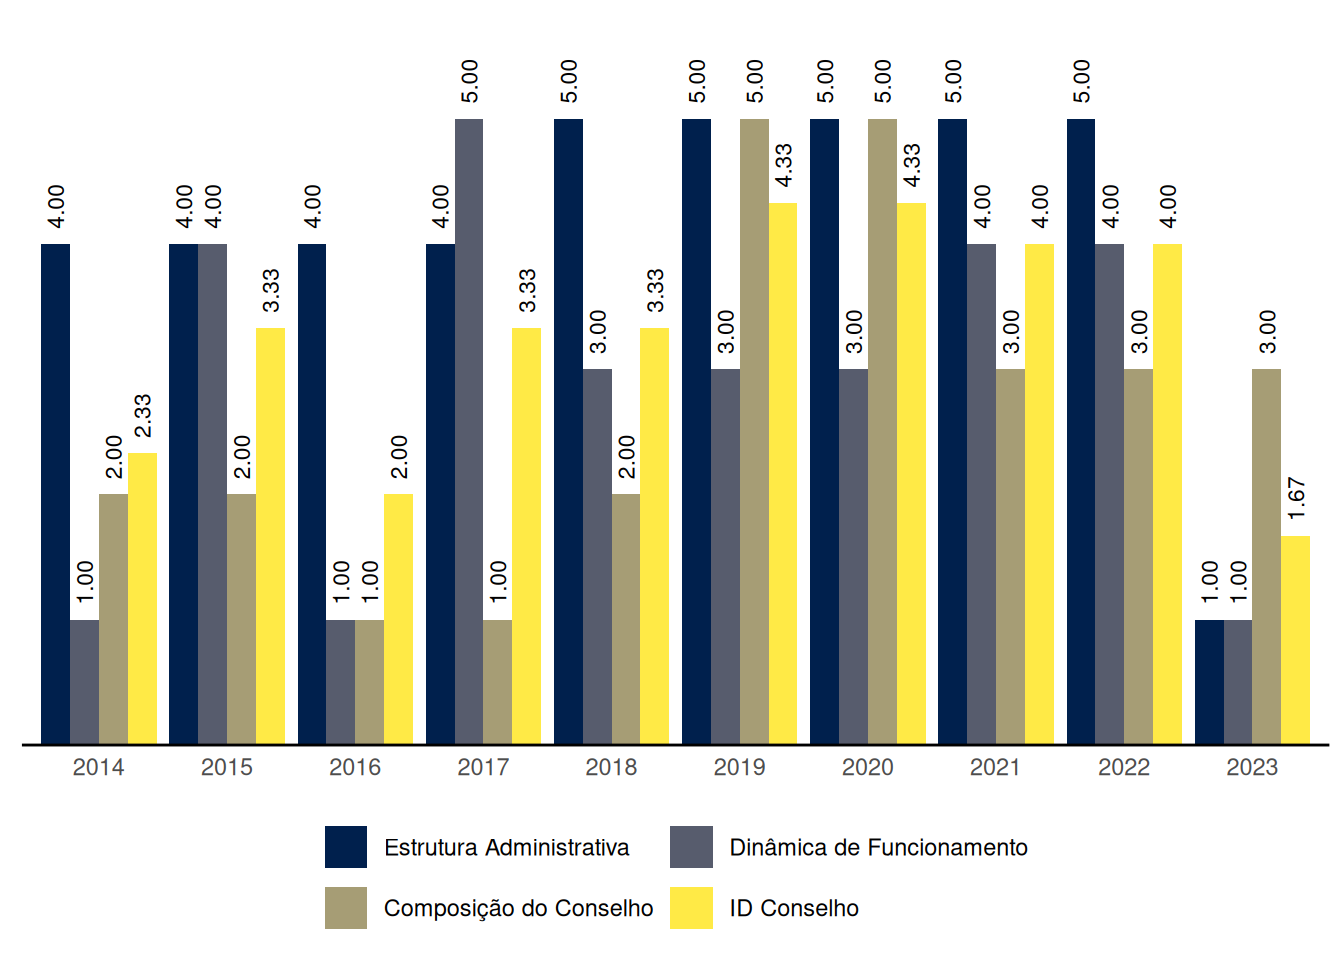 4.00 1.00 2.00 2.33
4.00 4.00 2.00 3.33
4.00 1.00 1.00 2.00
4.00 5.00 1.00 3.33
5.00 3.00 2.00 3.33
5.00 3.00 5.00 4.33
5.00 3.00 5.00 4.33
5.00 4.00 3.00 4.00
5.00 4.00 3.00 4.00
1.00 1.00 3.00 1.67
2014 2015 2016 2017 2018 2019 2020 2021 2022 2023
Estrutura Administrativa Dinâmica de Funcionamento
Composição do Conselho ID Conselho